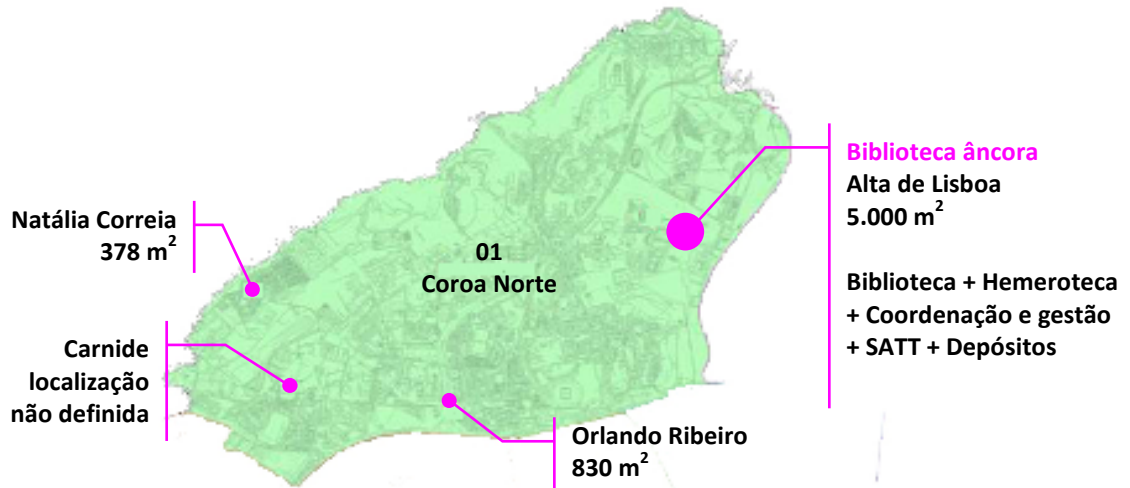 Biblioteca âncora
Alta de Lisboa
5.000 m²
Biblioteca + Hemeroteca
+ Coordenação e gestão
+ SATT + Depósitos
Natália Correia
378 m²
01
Coroa Norte
Carnide
localização
não definida
Orlando Ribeiro
830 m²